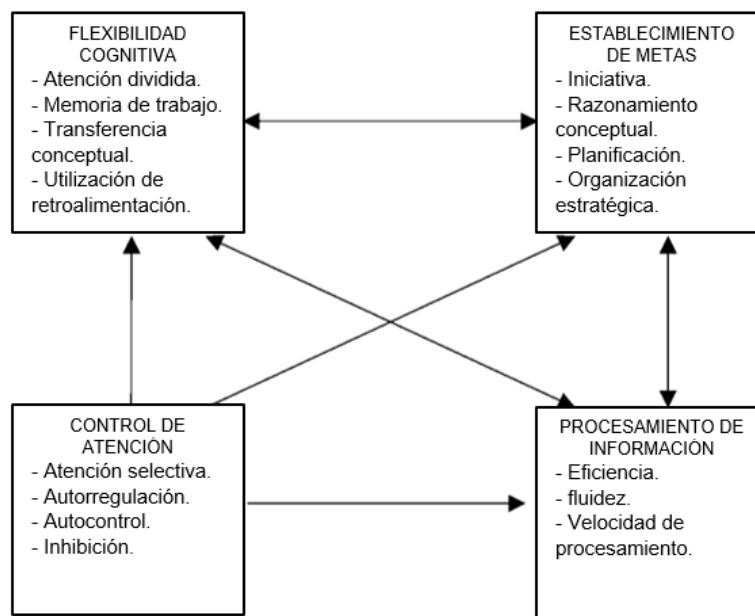 FLEXIBILIDAD
COGNITIVA
- Atención dividida.
- Memoria de trabajo.
- Transferencia
conceptual.
- Utilización de
retroalimentación.
ESTABLECIMIENTO
DE METAS
- Iniciativa.
- Razonamiento
conceptual.
- Planificación.
- Organización
estratégica.
CONTROL DE
ATENCIÓN
- Atención selectiva.
- Autorregulación.
- Autocontrol.
- Inhibición.
PROCESAMIENTO DE
INFORMACIÓN
- Eficiencia.
- fluidez.
- Velocidad de
procesamiento.